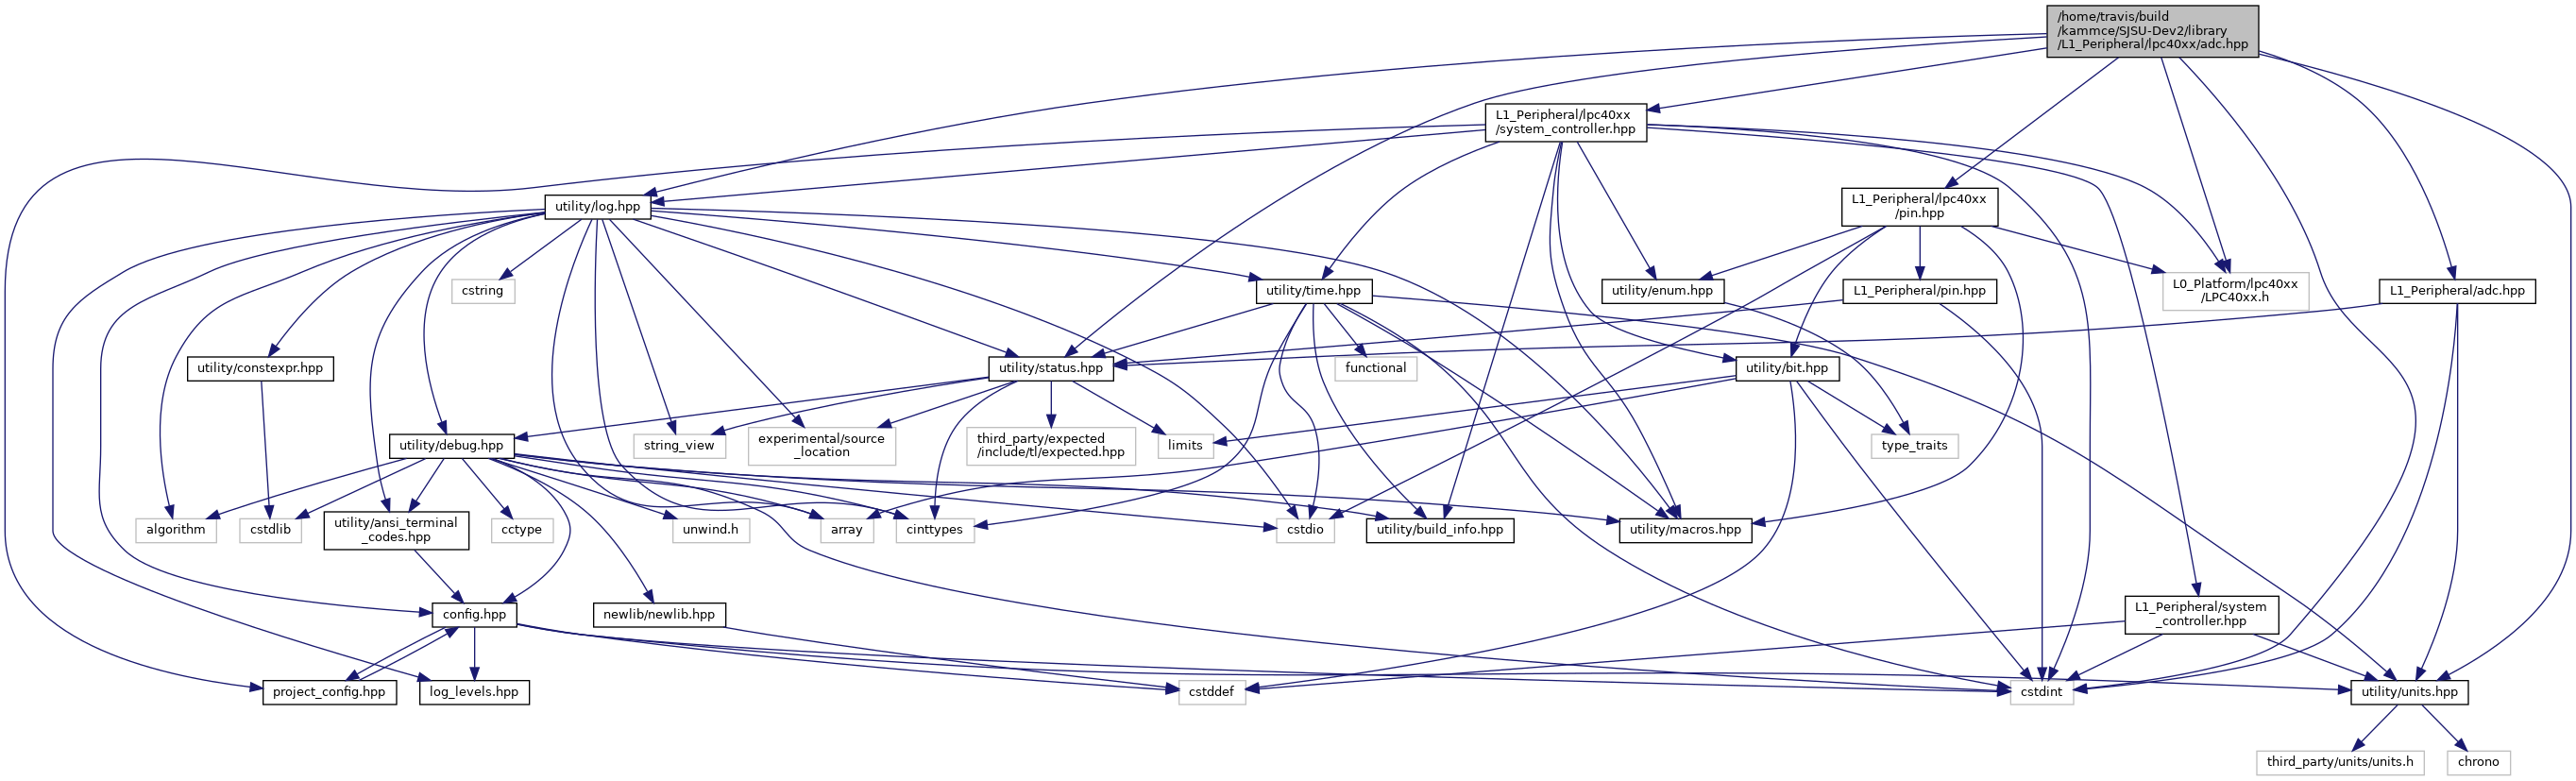 /home/travis/build
/kammce/SJSU-Dev2/library
/L1_Peripheral/lpc40xx/adc.hpp
L1_Peripheral/lpc40xx
/system_controller.hpp
utility/log.hpp
L1_Peripheral/lpc40xx
/pin.hpp
cstring
utility/time.hpp
utility/enum.hpp
L1_Peripheral/pin.hpp
L0_Platform/lpc40xx
/LPC40xx.h
L1_Peripheral/adc.hpp
utility/constexpr.hpp
utility/status.hpp
functional
utility/bit.hpp
utility/debug.hpp
string_view
experimental/source
_location
third_party/expected
/include/tl/expected.hpp
limits
type_traits
algorithm
cstdlib
utility/ansi_terminal
_codes.hpp
cctype
unwind.h
array
cinttypes
cstdio
utility/build_info.hpp
utility/macros.hpp
config.hpp
newlib/newlib.hpp
L1_Peripheral/system
_controller.hpp
project_config.hpp
log_levels.hpp
cstddef
cstdint
utility/units.hpp
third_party/units/units.h
chrono